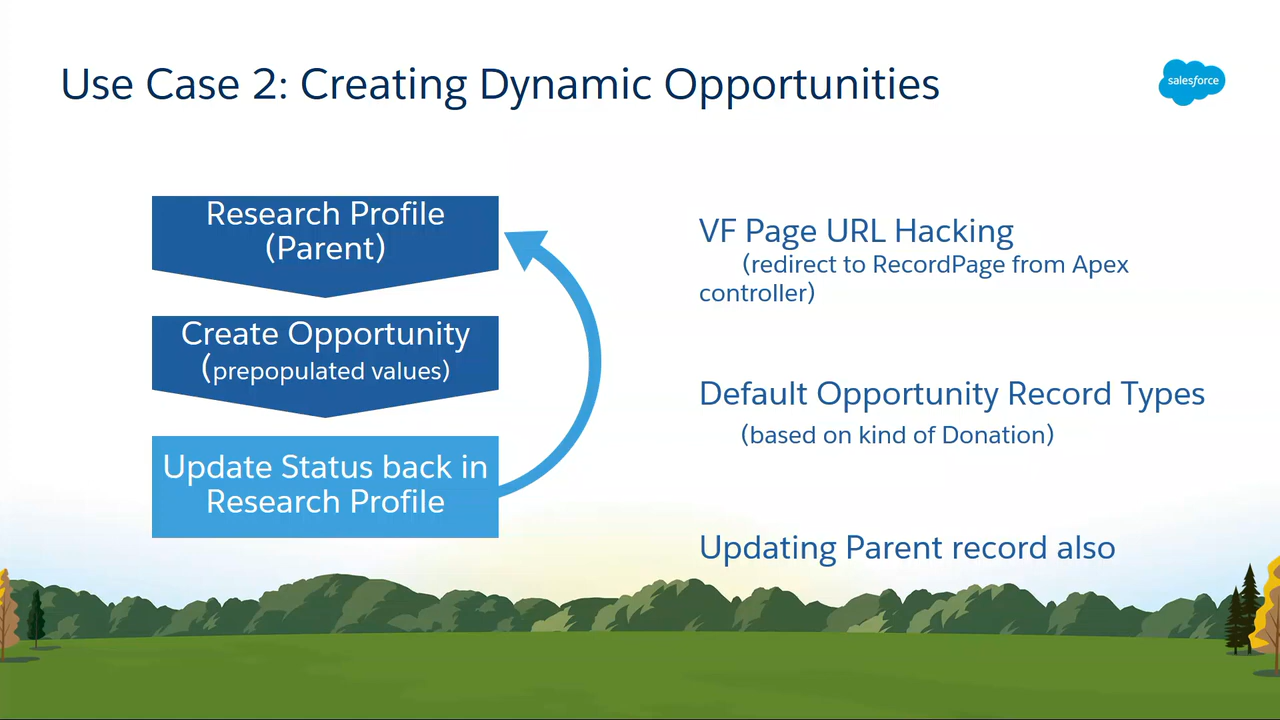 Use Case 2: Creating Dynamic Opportunities
salesforce
Research Profile
(Parent)
Create Opportunity
(prepopulated values)
Update Status back in
Research Profile
VF Page URL Hacking
(redirect to RecordPage from Apex
controller)
Default Opportunity Record Types
(based on kind of Donation)
Updating Parent record also